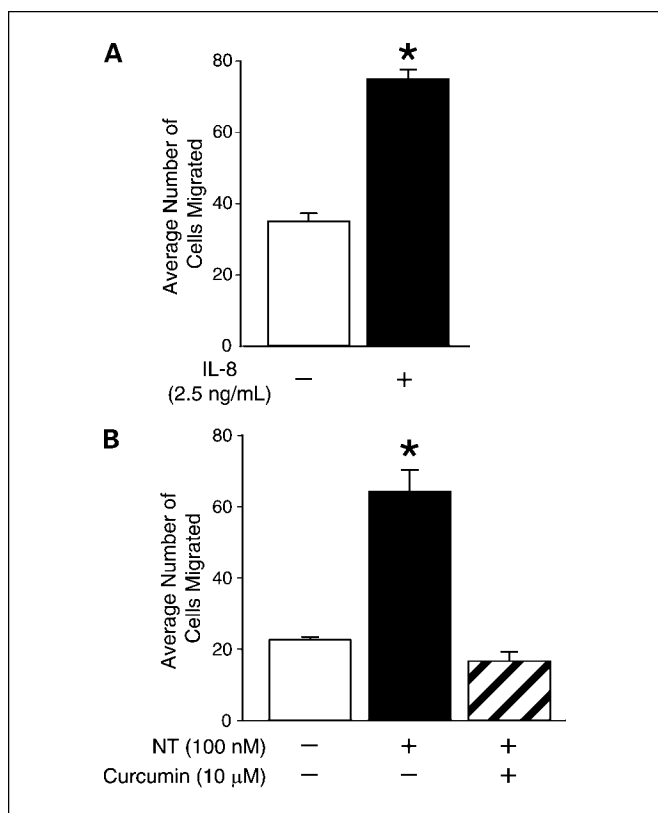 A
*
80
60
40
20
0
Average Number of
Cells Migrated
IL-8
(2.5 ng/mL)
− +
B
*
80
60
40
20
0
Average Number of
Cells Migrated
NT (100 nM) − + +
Curcumin (10 μM) − − +